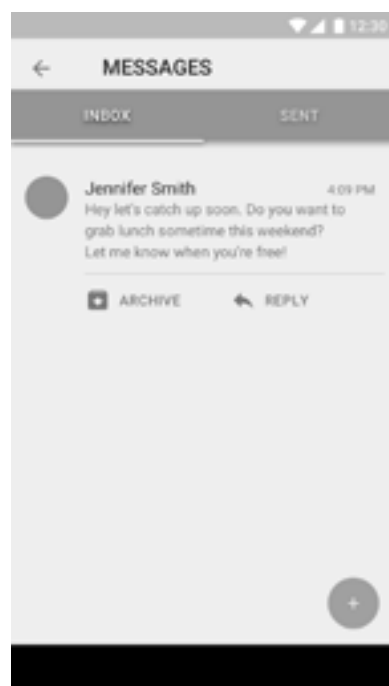 12:30
MESSAGES
INBOX SENT
Jennifer Smith 4:09 PM
Hey let's catch up soon. Do you want to
grab lunch sometime this weekend?
Let me know when you're free!
ARCHIVE REPLY
+